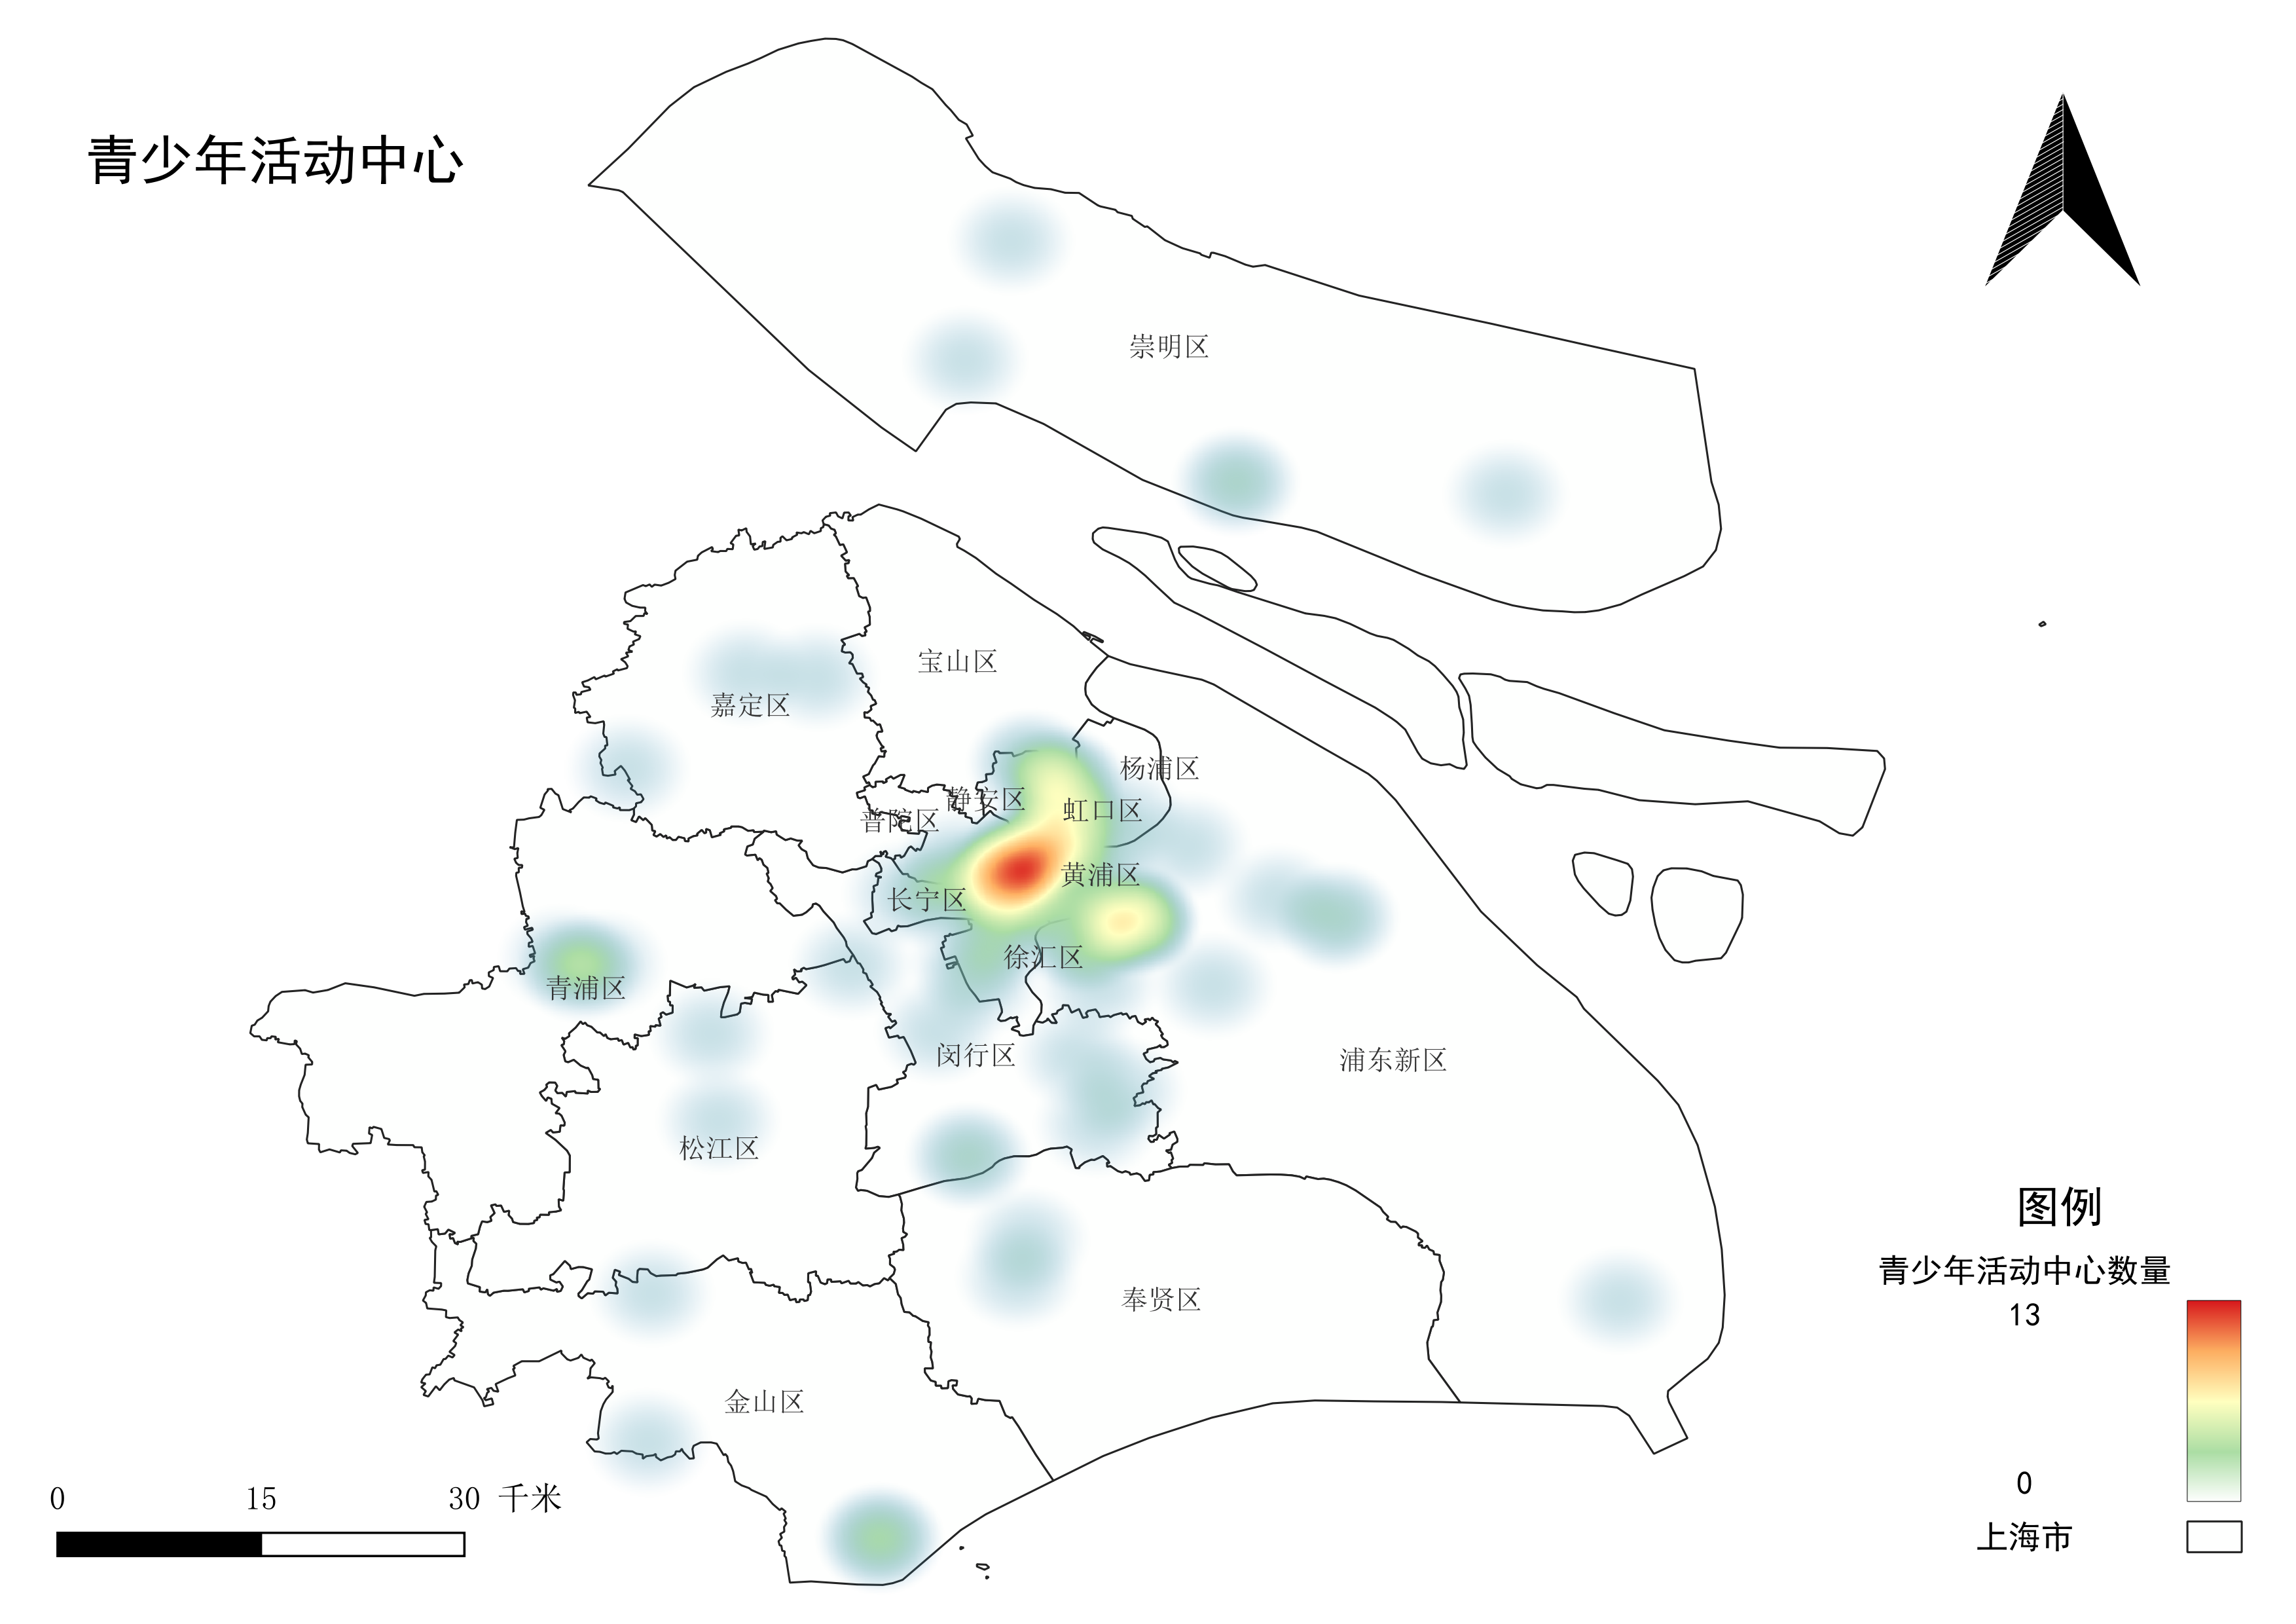 青少年活动中心
崇明区
宝山区
嘉定区
杨浦区
静安区
虹口区
普陀区
黄浦区
长宁区
徐汇区
青浦区
闵行区
浦东新区
松江区
奉贤区
金山区
图例
青少年活动中心数量
13
0
上海市
0 15 30 千米